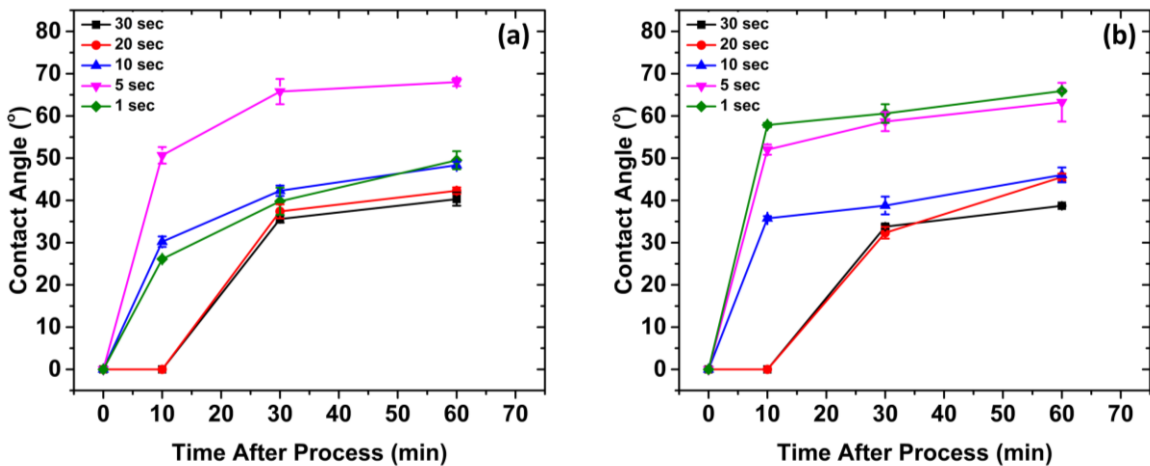 (a)
30 sec
20 sec
10 sec
5 sec
1 sec
80
70
60
50
40
30
20
10
0
Contact Angle (°)
0 10 20 30 40 50 60 70
Time After Process (min)
(b)
30 sec
20 sec
10 sec
5 sec
1 sec
80
70
60
50
40
30
20
10
0
Contact Angle (°)
0 10 20 30 40 50 60 70
Time After Process (min)